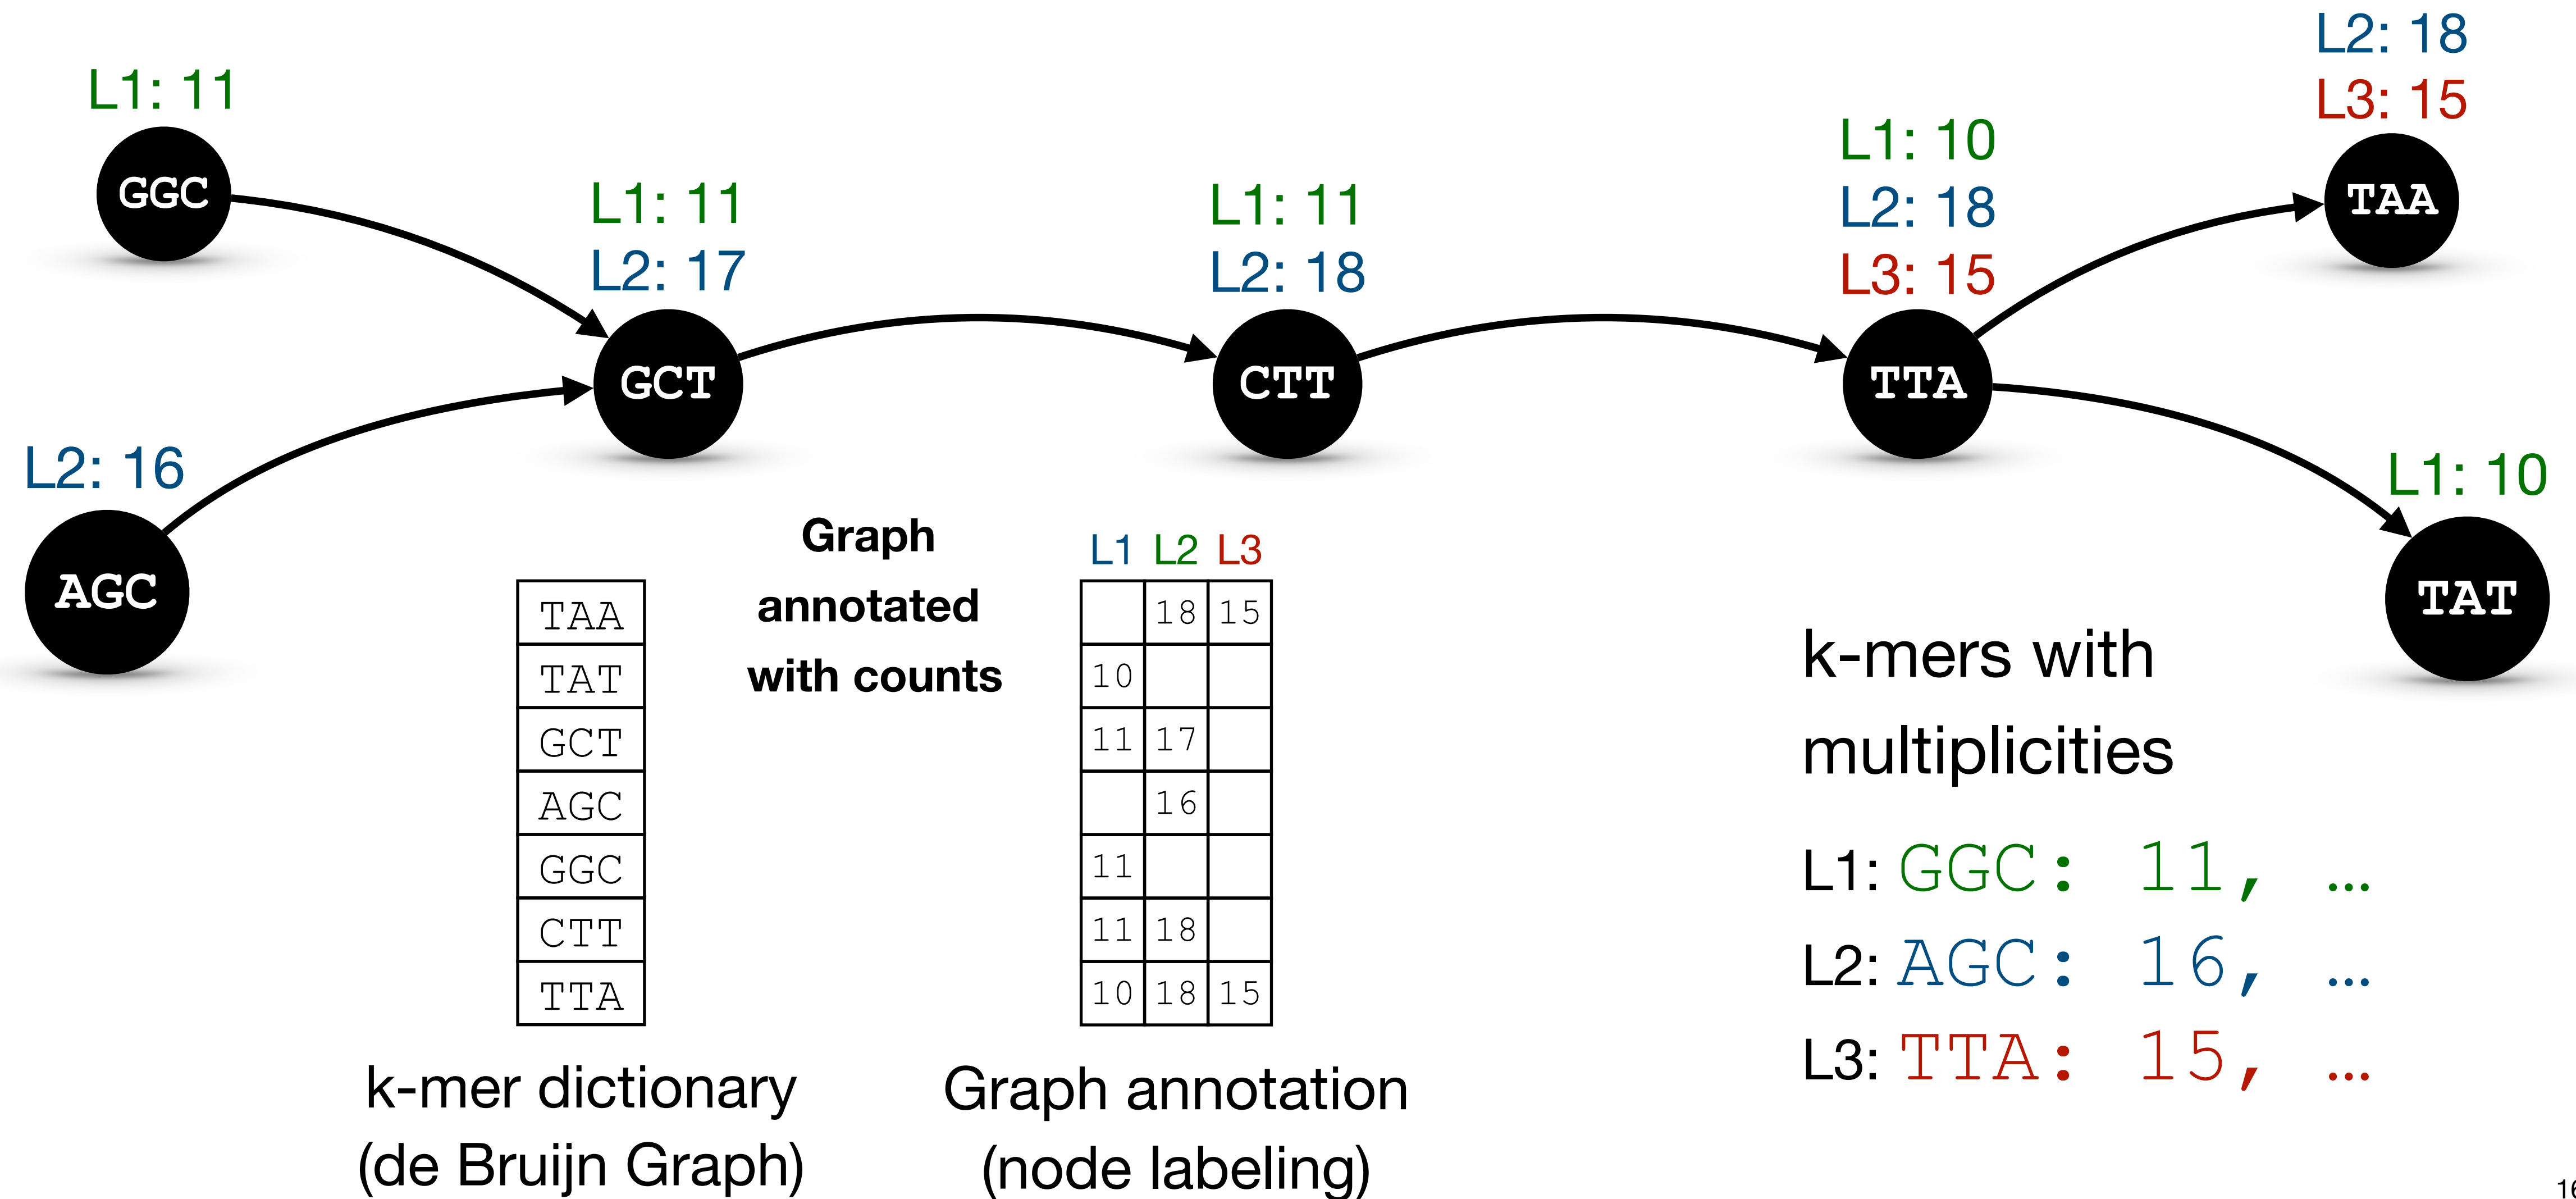 L1: 11
GGC
L1: 11
L2: 17
GCT
L1: 11
L2: 18
CTT
L1: 10
L2: 18
L3: 15
TTA
L2: 18
L3: 15
TAA
L2: 16
AGC
L1: 10
TAT
Graph
annotated
with counts
TAA
TAT
GCT
AGC
GGC
CTT
TTA
k-mer dictionary
(de Bruijn Graph)
L1 L2 L3
18 15
10
11 17
16
11
11 18
10 18 15
Graph annotation
(node labeling)
k-mers with
multiplicities
L1: GGC: 11, …
L2: AGC: 16, …
L3: TTA: 15, …
16